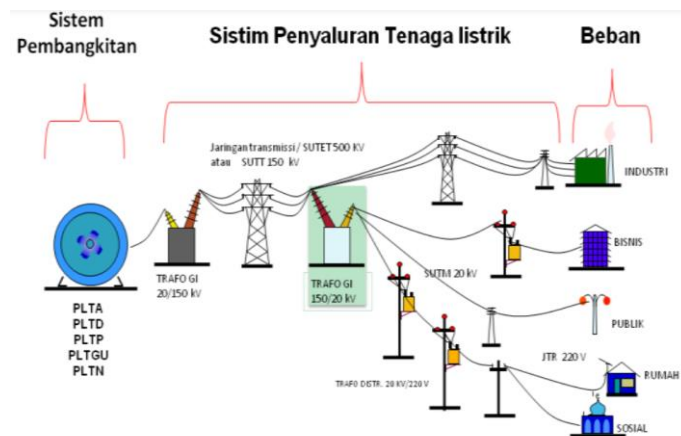 Sistem
Pembangkitan
Sistim Penyaluran Tenaga listrik
Beban
Jaringan transmissi/ SUTET 500 KV
atau SUTT 150 kV
INDUSTRI
TRAFO GI
20/150 kV
TRAFO GI
150/20 kV
SUTM 20 kV
BISNIS
PUBLIK
PLTA
PLTD
PLTP
PLTGU
PLTN
TRAFO DISTR. 20 KV/220 V
JTR 220 V
RUMAH
SOSIAL